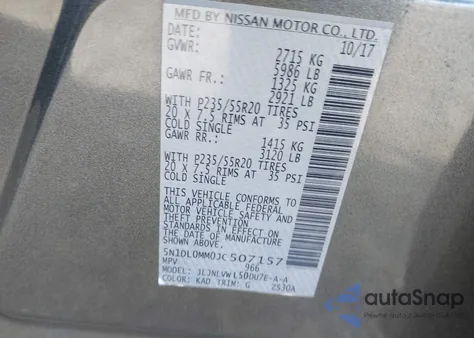 MFD BY NISSAN MOTOR CO., LTD.
DATE: 10/17
GVWR: 2715 KG
5986 LB
GAWR FR.: 1325 KG
2921 LB
WITH P235/55R20 TIRES
20 X 7.5 RIMS AT 35 PSI
COLD SINGLE
GAWR RR.: 1415 KG
3120 LB
WITH P235/55R20 TIRES
20 X 7.5 RIMS AT 35 PSI
COLD SINGLE
THIS VEHICLE CONFORMS TO
ALL APPLICABLE FEDERAL
MOTOR VEHICLE SAFETY AND
THEFT PREVENTION
STANDARDS IN EFFECT ON
THE DATE OF MANUFACTURE
SHOWN ABOVE.
5N1DL0MM0JC507157
MPV 966
COLOR: KAD TRIM: G 2930A
autoSnap